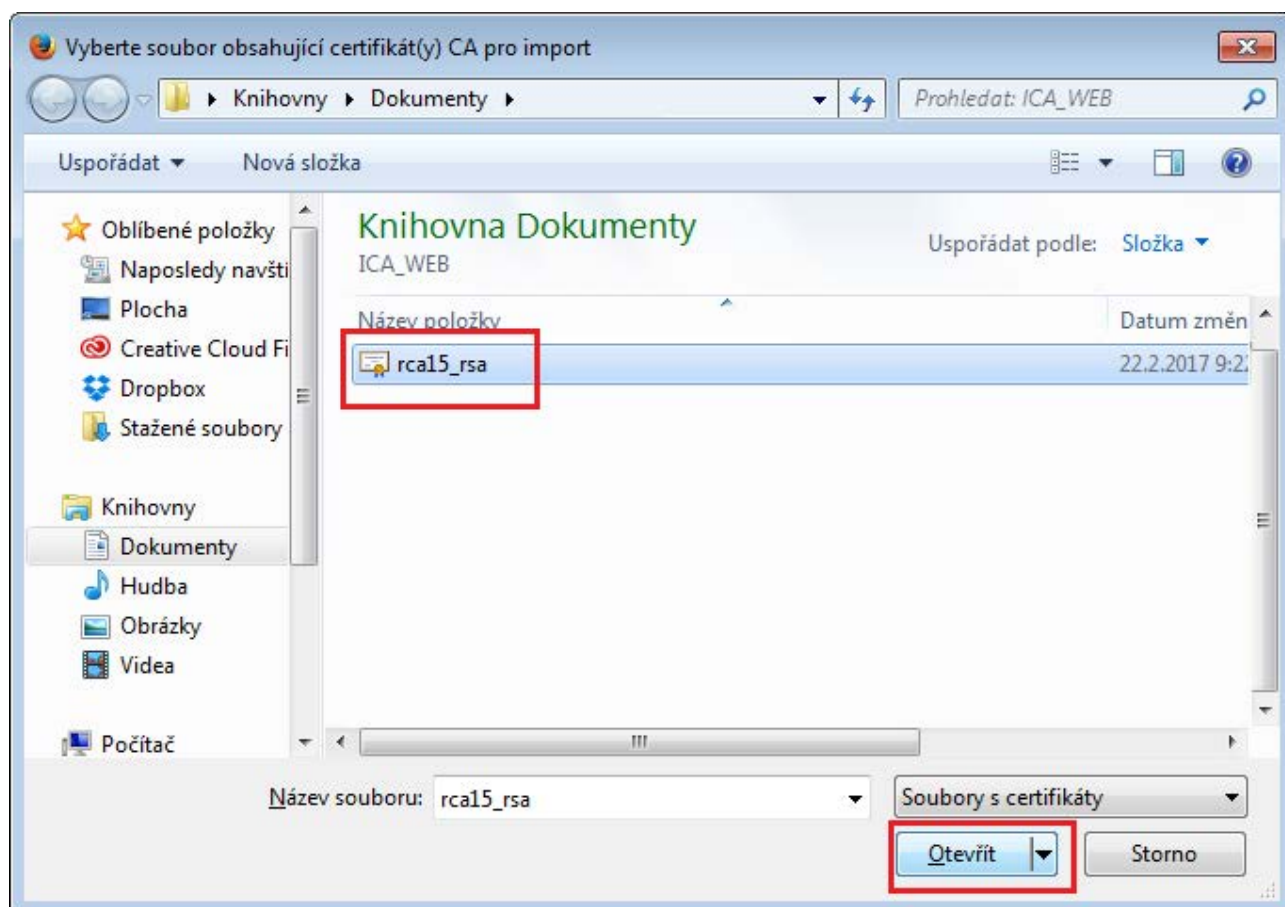 Vyberte soubor obsahující certifikát(y) CA pro import
Knihovny Dokumenty
Prohledat: ICA_WEB
Uspořádat
Nová složka
Oblíbené položky
Naposledy navšti
Plocha
Creative Cloud Fi
Dropbox
Stažené soubory
Knihovny
Dokumenty
Hudba
Obrázky
Videa
Počítač
Knihovna Dokumenty
ICA_WEB
Uspořádat podle: Složka
Název položky
Datum změn
rca15_rsa
22.2.2017 9:2
Název souboru: rca15_rsa
Soubory s certifikáty
Otevřít
Storno